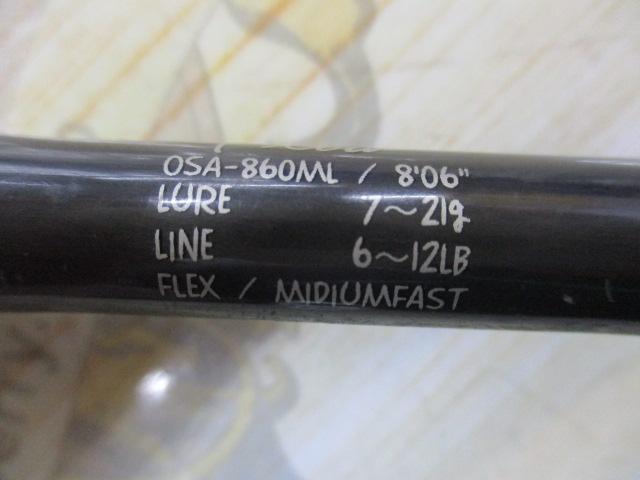 OSA-860ML / 8'06"
LURE 7~21g
LINE 6~12LB
FLEX / MIDIUMFAST